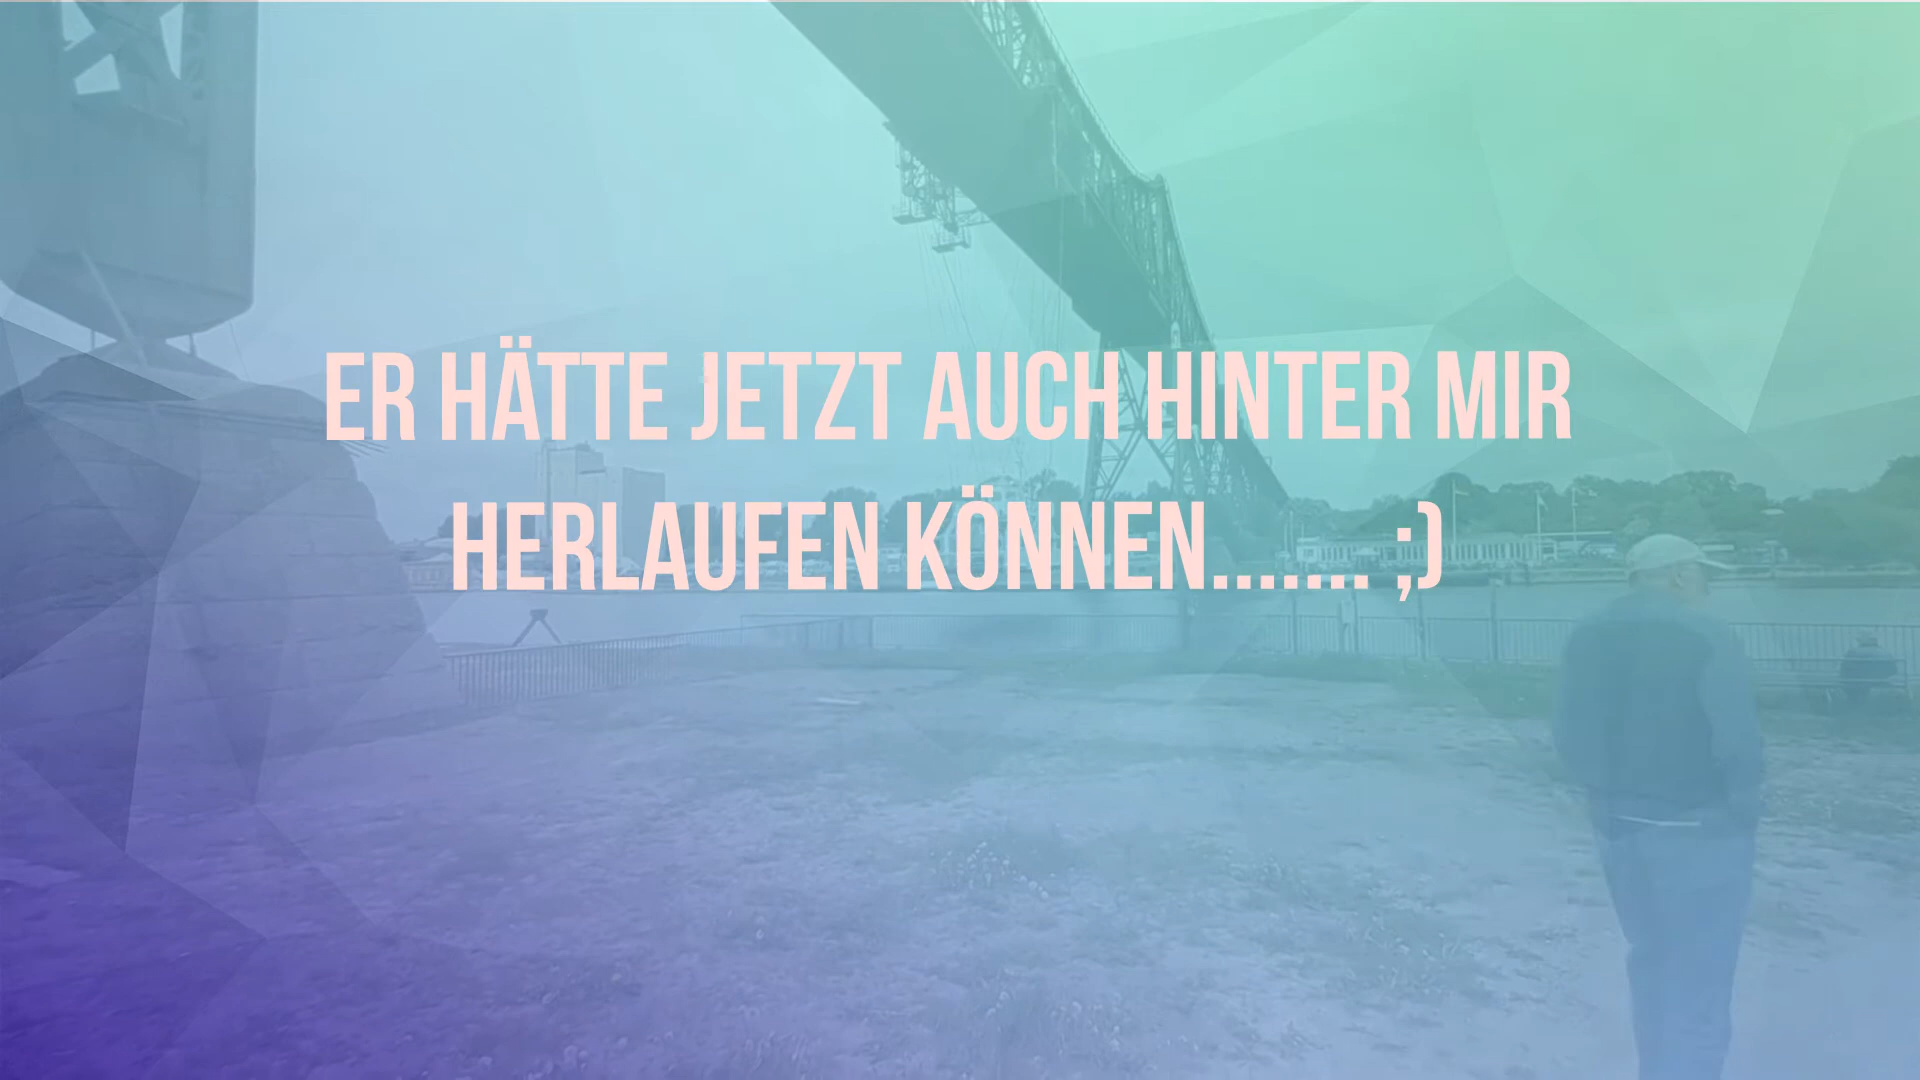 ER HÄTTE JETZT AUCH HINTER MIR
HERLAUFEN KÖNNEN....... ;)